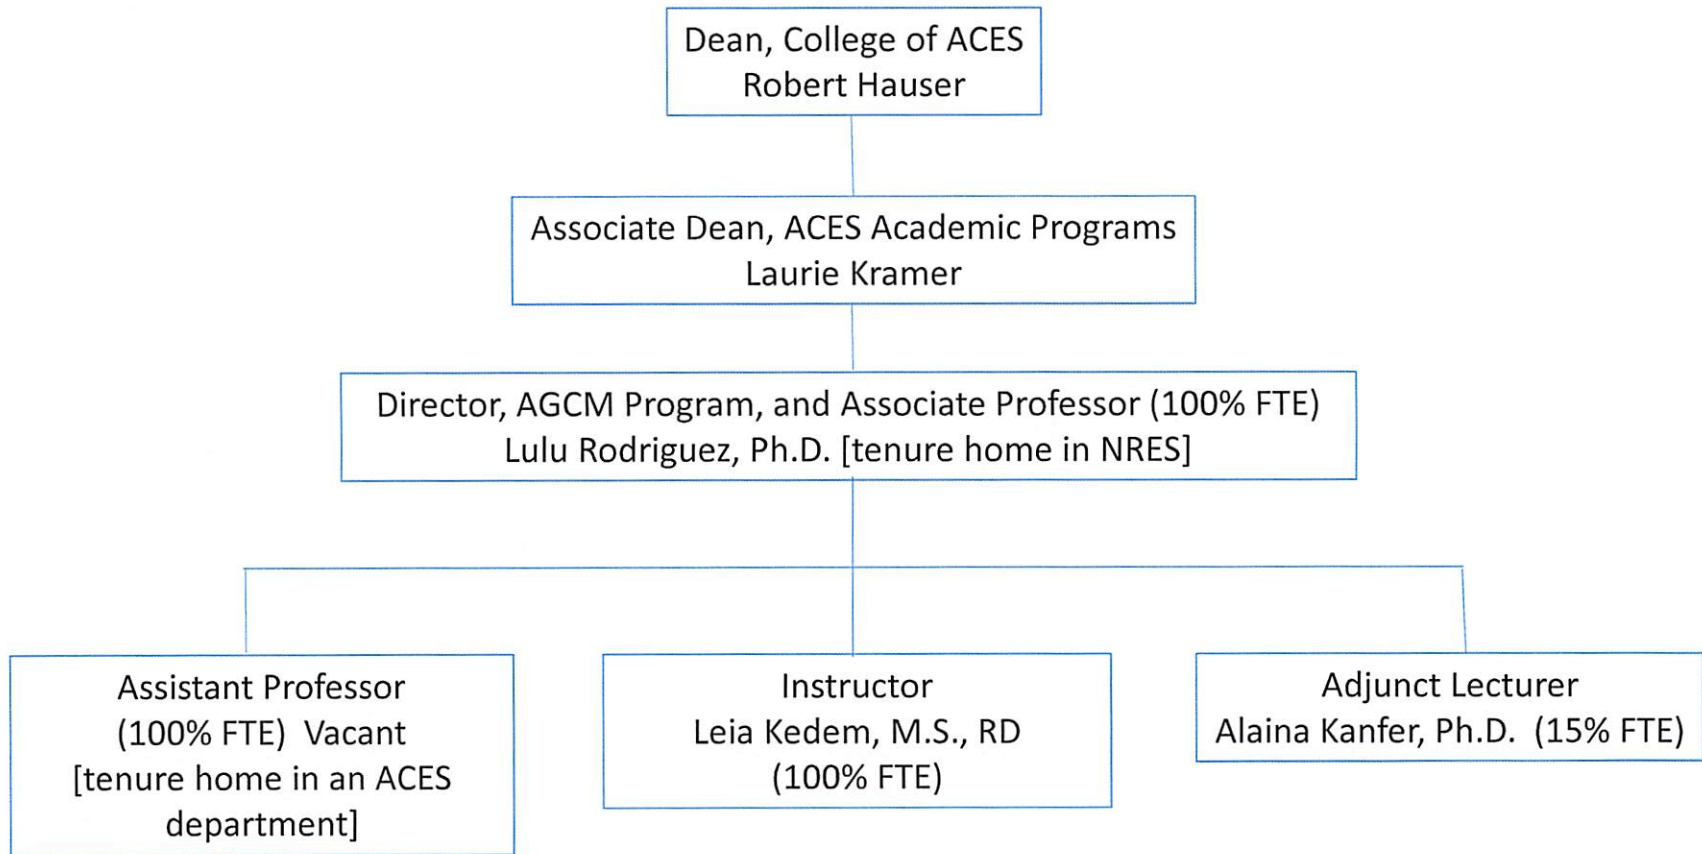 Dean, College of ACES
Robert Hauser
Associate Dean, ACES Academic Programs
Laurie Kramer
Director, AGCM Program, and Associate Professor (100% FTE)
Lulu Rodriguez, Ph.D. [tenure home in NRES]
Assistant Professor
(100% FTE)  Vacant
[tenure home in an ACES
department]
Instructor
Leia Kedem, M.S., RD
(100% FTE)
Adjunct Lecturer
Alaina Kanfer, Ph.D.  (15% FTE)